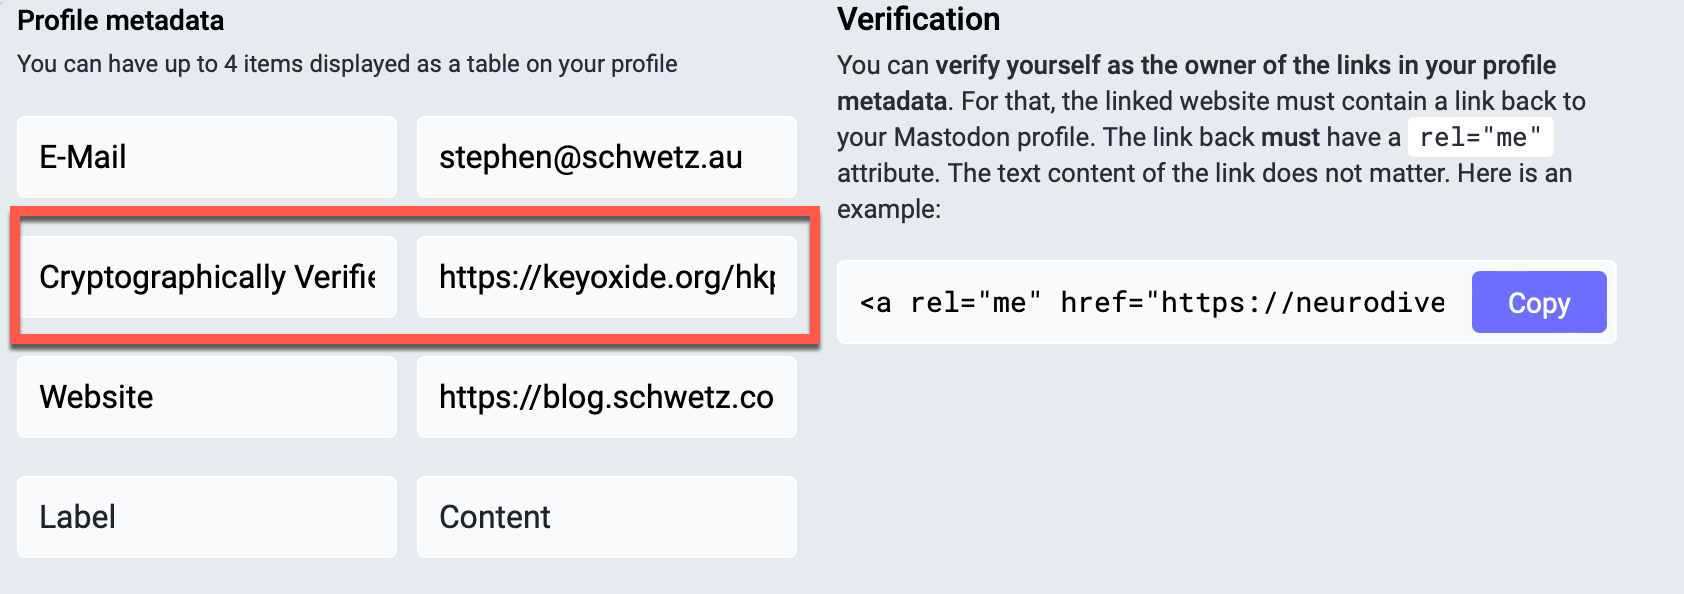 Profile metadata
You can have up to 4 items displayed as a table on your profile
E-Mail
stephen@schwetz.au
Cryptographically Verifie
https://keyoxide.org/hkp
Website
https://blog.schwetz.co
Label
Content
Verification
You can verify yourself as the owner of the links in your profile
metadata. For that, the linked website must contain a link back to
your Mastodon profile. The link back must have a rel="me"
attribute. The text content of the link does not matter. Here is an
example:
<a rel="me" href="https://neurodive
Copy